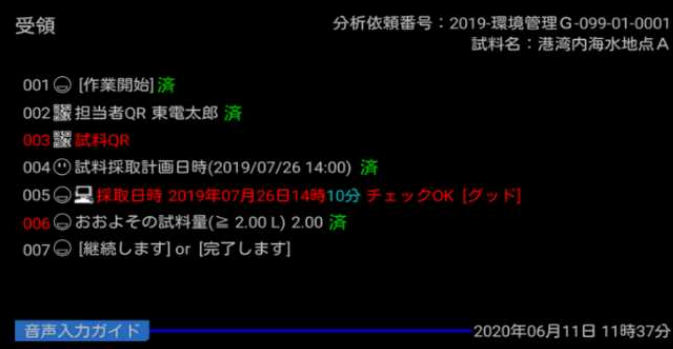 受領
分析依頼番号：2019-環境管理G-099-01-0001
試料名：港湾内海水地点A
001 [作業開始] 済
002 担当者QR 東電太郎 済
003 試料QR
004 試料採取計画日時(2019/07/26 14:00) 済
005 採取日時 2019年07月26日14時10分 チェックOK [グッド]
006 おおよその試料量(≧ 2.00 L) 2.00 済
007 [継続します] or [完了します]
音声入力ガイド
2020年06月11日 11時37分